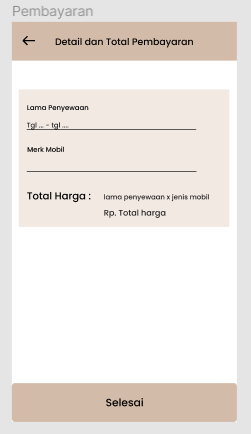 Pembayaran
Detail dan Total Pembayaran
Lama Penyewaan
Tgl ... - tgl ....
Merk Mobil
Total Harga : lama penyewaan x jenis mobil
Rp. Total harga
Selesai